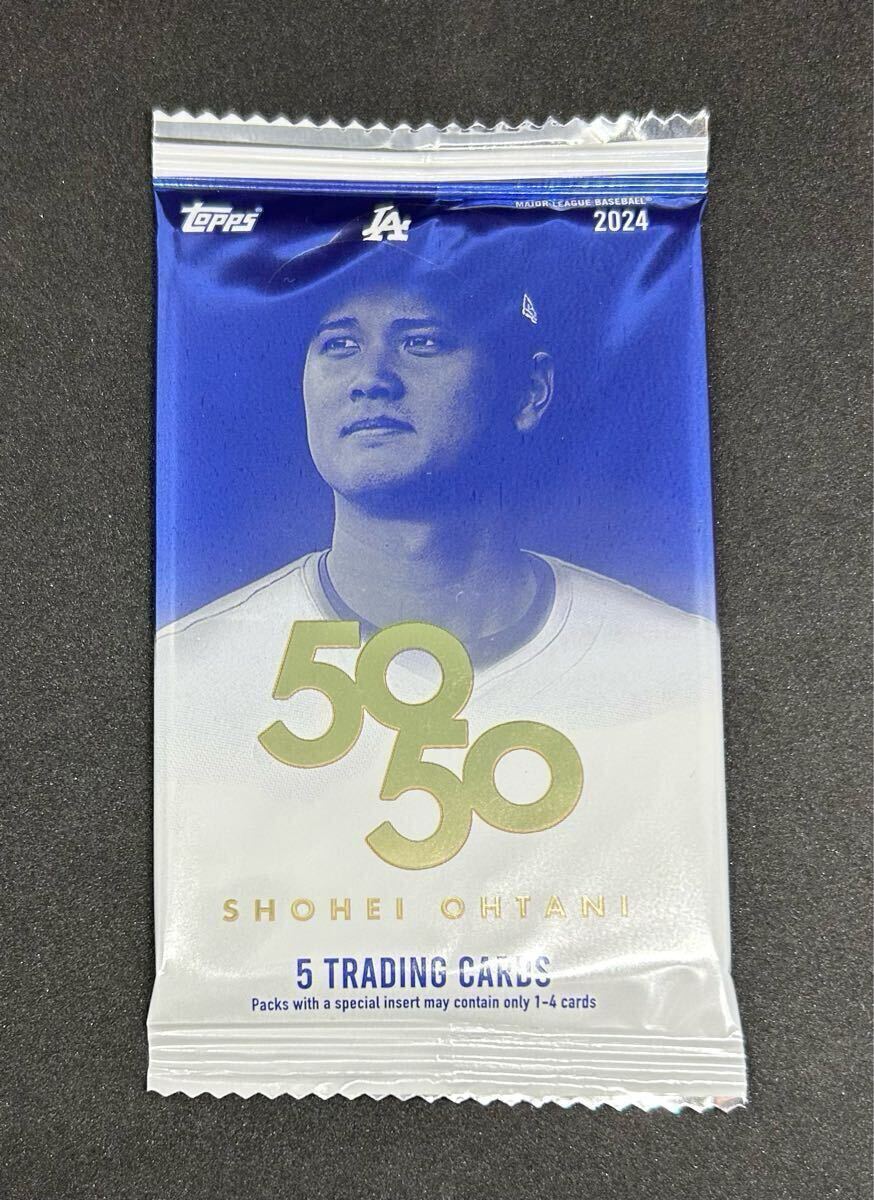 topps
LA
MAJOR LEAGUE BASEBALL®
2024
50
50
SHOHEI OHTANI
5 TRADING CARDS
Packs with a special insert may contain only 1-4 cards